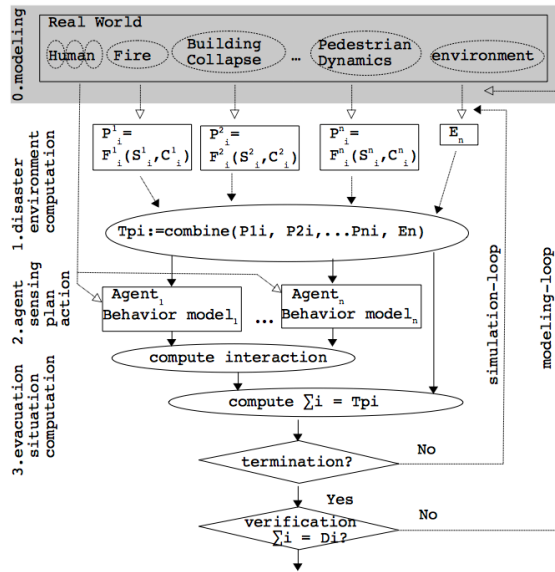 Real World
Human
Fire
Building
Collapse
...
Pedestrian
Dynamics
environment
0.modeling
P¹ᵢ=
F¹ᵢ(S¹ᵢ,C¹ᵢ)
P²ᵢ=
F²ᵢ(S²ᵢ,C²ᵢ)
Pⁿᵢ=
Fⁿᵢ(Sⁿᵢ,Cⁿᵢ)
Eₙ
1.disaster
environment
computation
Tpi:=combine(P1i, P2i,...Pni, En)
2.agent
sensing
plan
action
Agent₁
Behavior model₁
...
Agentₙ
Behavior modelₙ
compute interaction
3.evacuation
situation
computation
compute ∑i = Tpi
termination?
No
Yes
verification
∑i = Di?
No
simulation-loop
modeling-loop